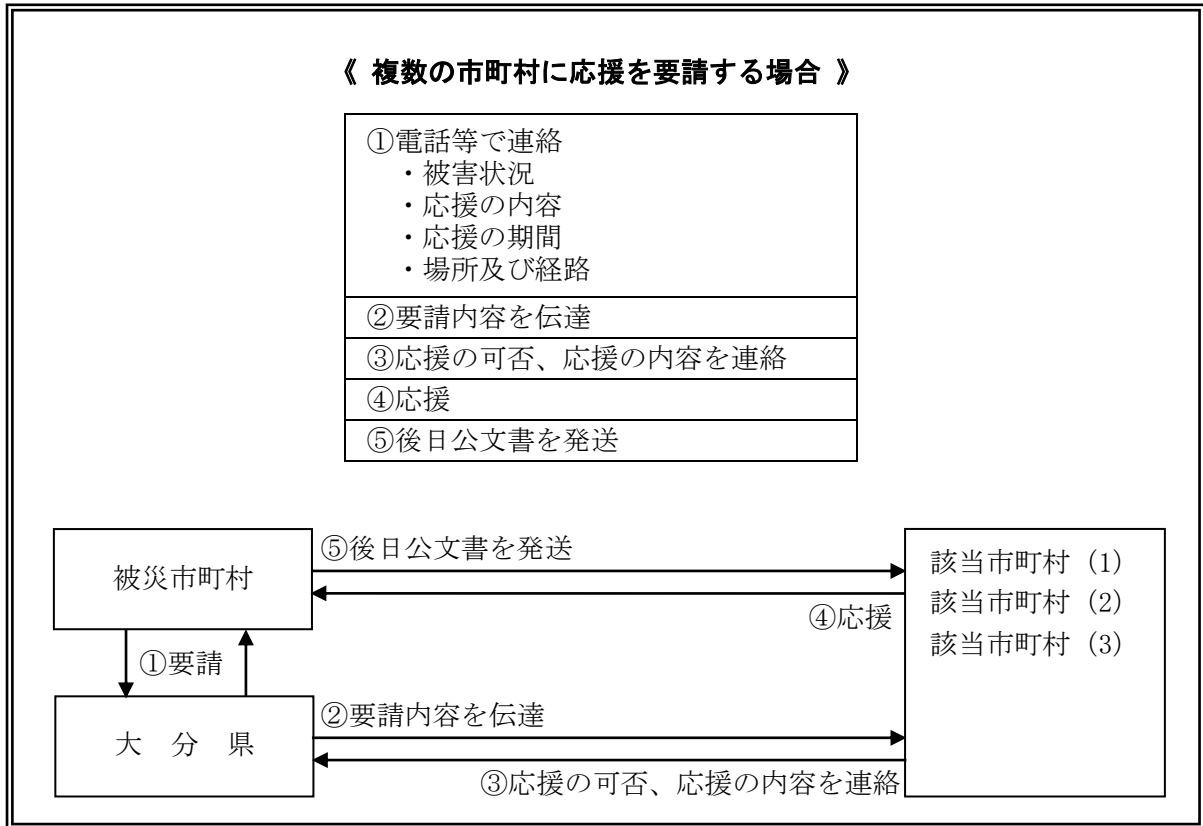 《 複数の市町村に応援を要請する場合 》
①電話等で連絡
・被害状況
・応援の内容
・応援の期間
・場所及び経路
②要請内容を伝達
③応援の可否、応援の内容を連絡
④応援
⑤後日公文書を発送
被災市町村
⑤後日公文書を発送
④応援
該当市町村 (1)
該当市町村 (2)
該当市町村 (3)
①要請
大 分 県
②要請内容を伝達
③応援の可否、応援の内容を連絡